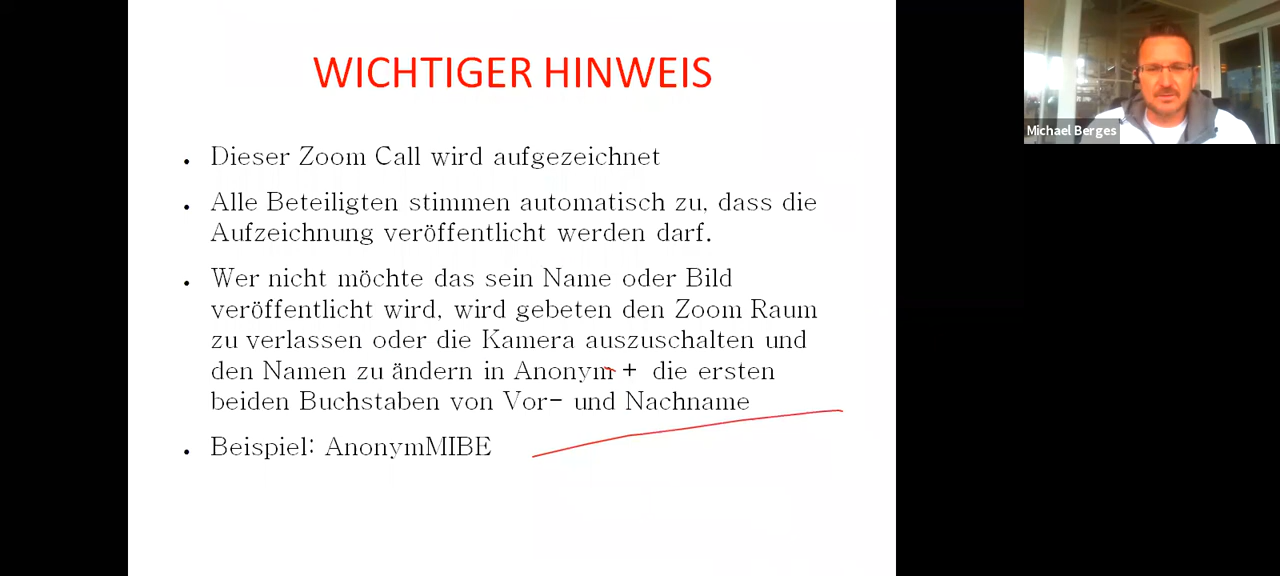 WICHTIGER HINWEIS
• Dieser Zoom Call wird aufgezeichnet
• Alle Beteiligten stimmen automatisch zu, dass die
Aufzeichnung veröffentlicht werden darf.
• Wer nicht möchte das sein Name oder Bild
veröffentlicht wird, wird gebeten den Zoom Raum
zu verlassen oder die Kamera auszuschalten und
den Namen zu ändern in Anonym + die ersten
beiden Buchstaben von Vor- und Nachname
• Beispiel: AnonymMIBE
Michael Berges